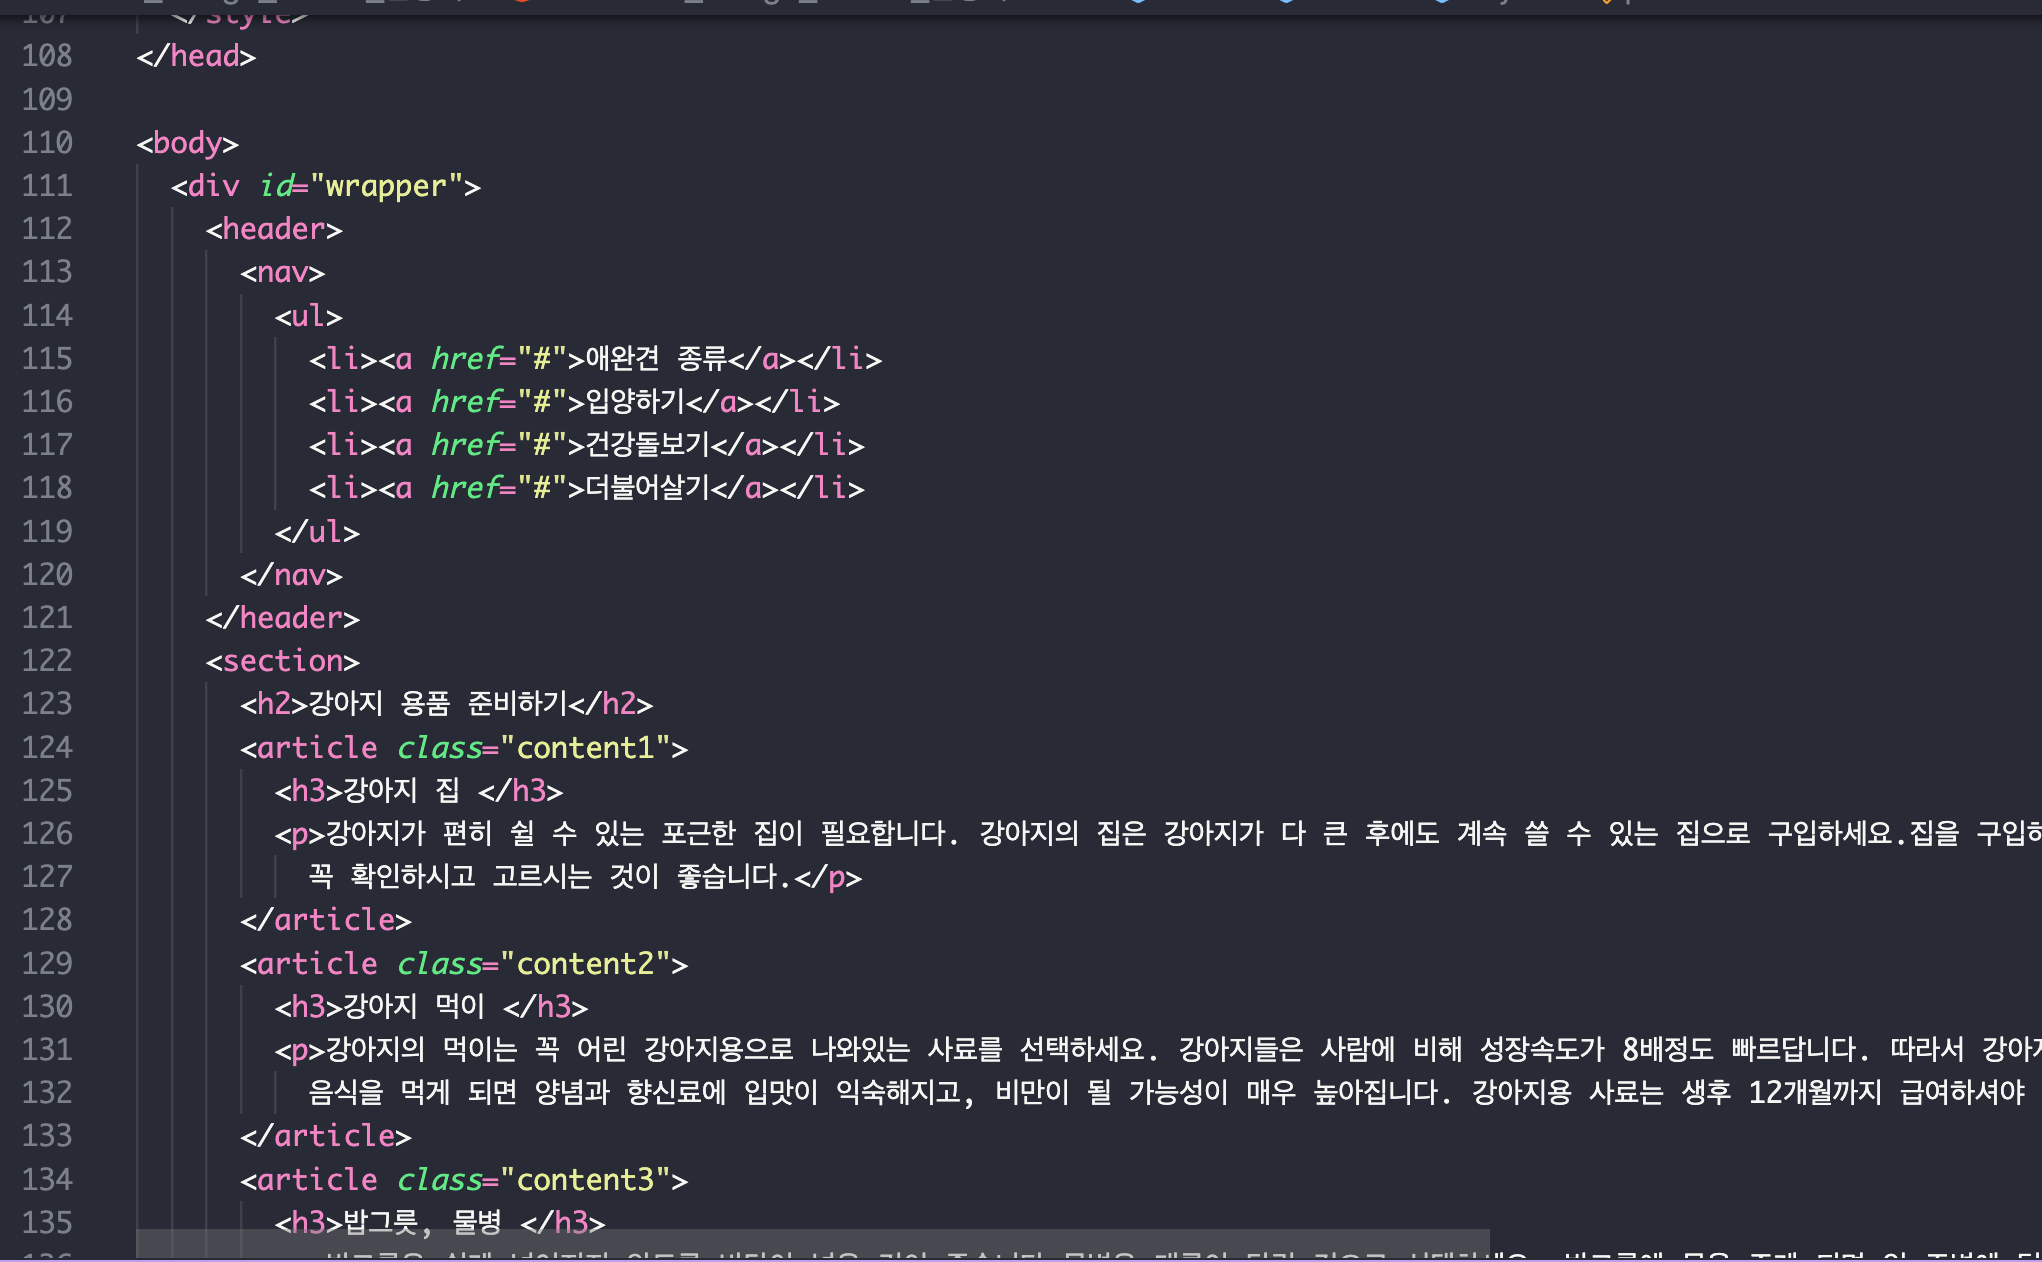 107 </style>
108 </head>
109
110 <body>
111 <div id="wrapper">
112 <header>
113 <nav>
114 <ul>
115 <li><a href="#">애완견 종류</a></li>
116 <li><a href="#">입양하기</a></li>
117 <li><a href="#">건강돌보기</a></li>
118 <li><a href="#">더불어살기</a></li>
119 </ul>
120 </nav>
121 </header>
122 <section>
123 <h2>강아지 용품 준비하기</h2>
124 <article class="content1">
125 <h3>강아지 집 </h3>
126 <p>강아지가 편히 쉴 수 있는 포근한 집이 필요합니다. 강아지의 집은 강아지가 다 큰 후에도 계속 쓸 수 있는 집으로 구입하세요.집을
127 꼭 확인하시고 고르시는 것이 좋습니다.</p>
128 </article>
129 <article class="content2">
130 <h3>강아지 먹이 </h3>
131 <p>강아지의 먹이는 꼭 어린 강아지용으로 나와있는 사료를 선택하세요. 강아지들은 사람에 비해 성장속도가 8배정도 빠르답니다. 따라서
132 음식을 먹게 되면 양념과 향신료에 입맛이 익숙해지고, 비만이 될 가능성이 매우 높아집니다. 강아지용 사료는 생후 12개월까지 급여하셔야
133 </article>
134 <article class="content3">
135 <h3>밥그릇, 물병 </h3>